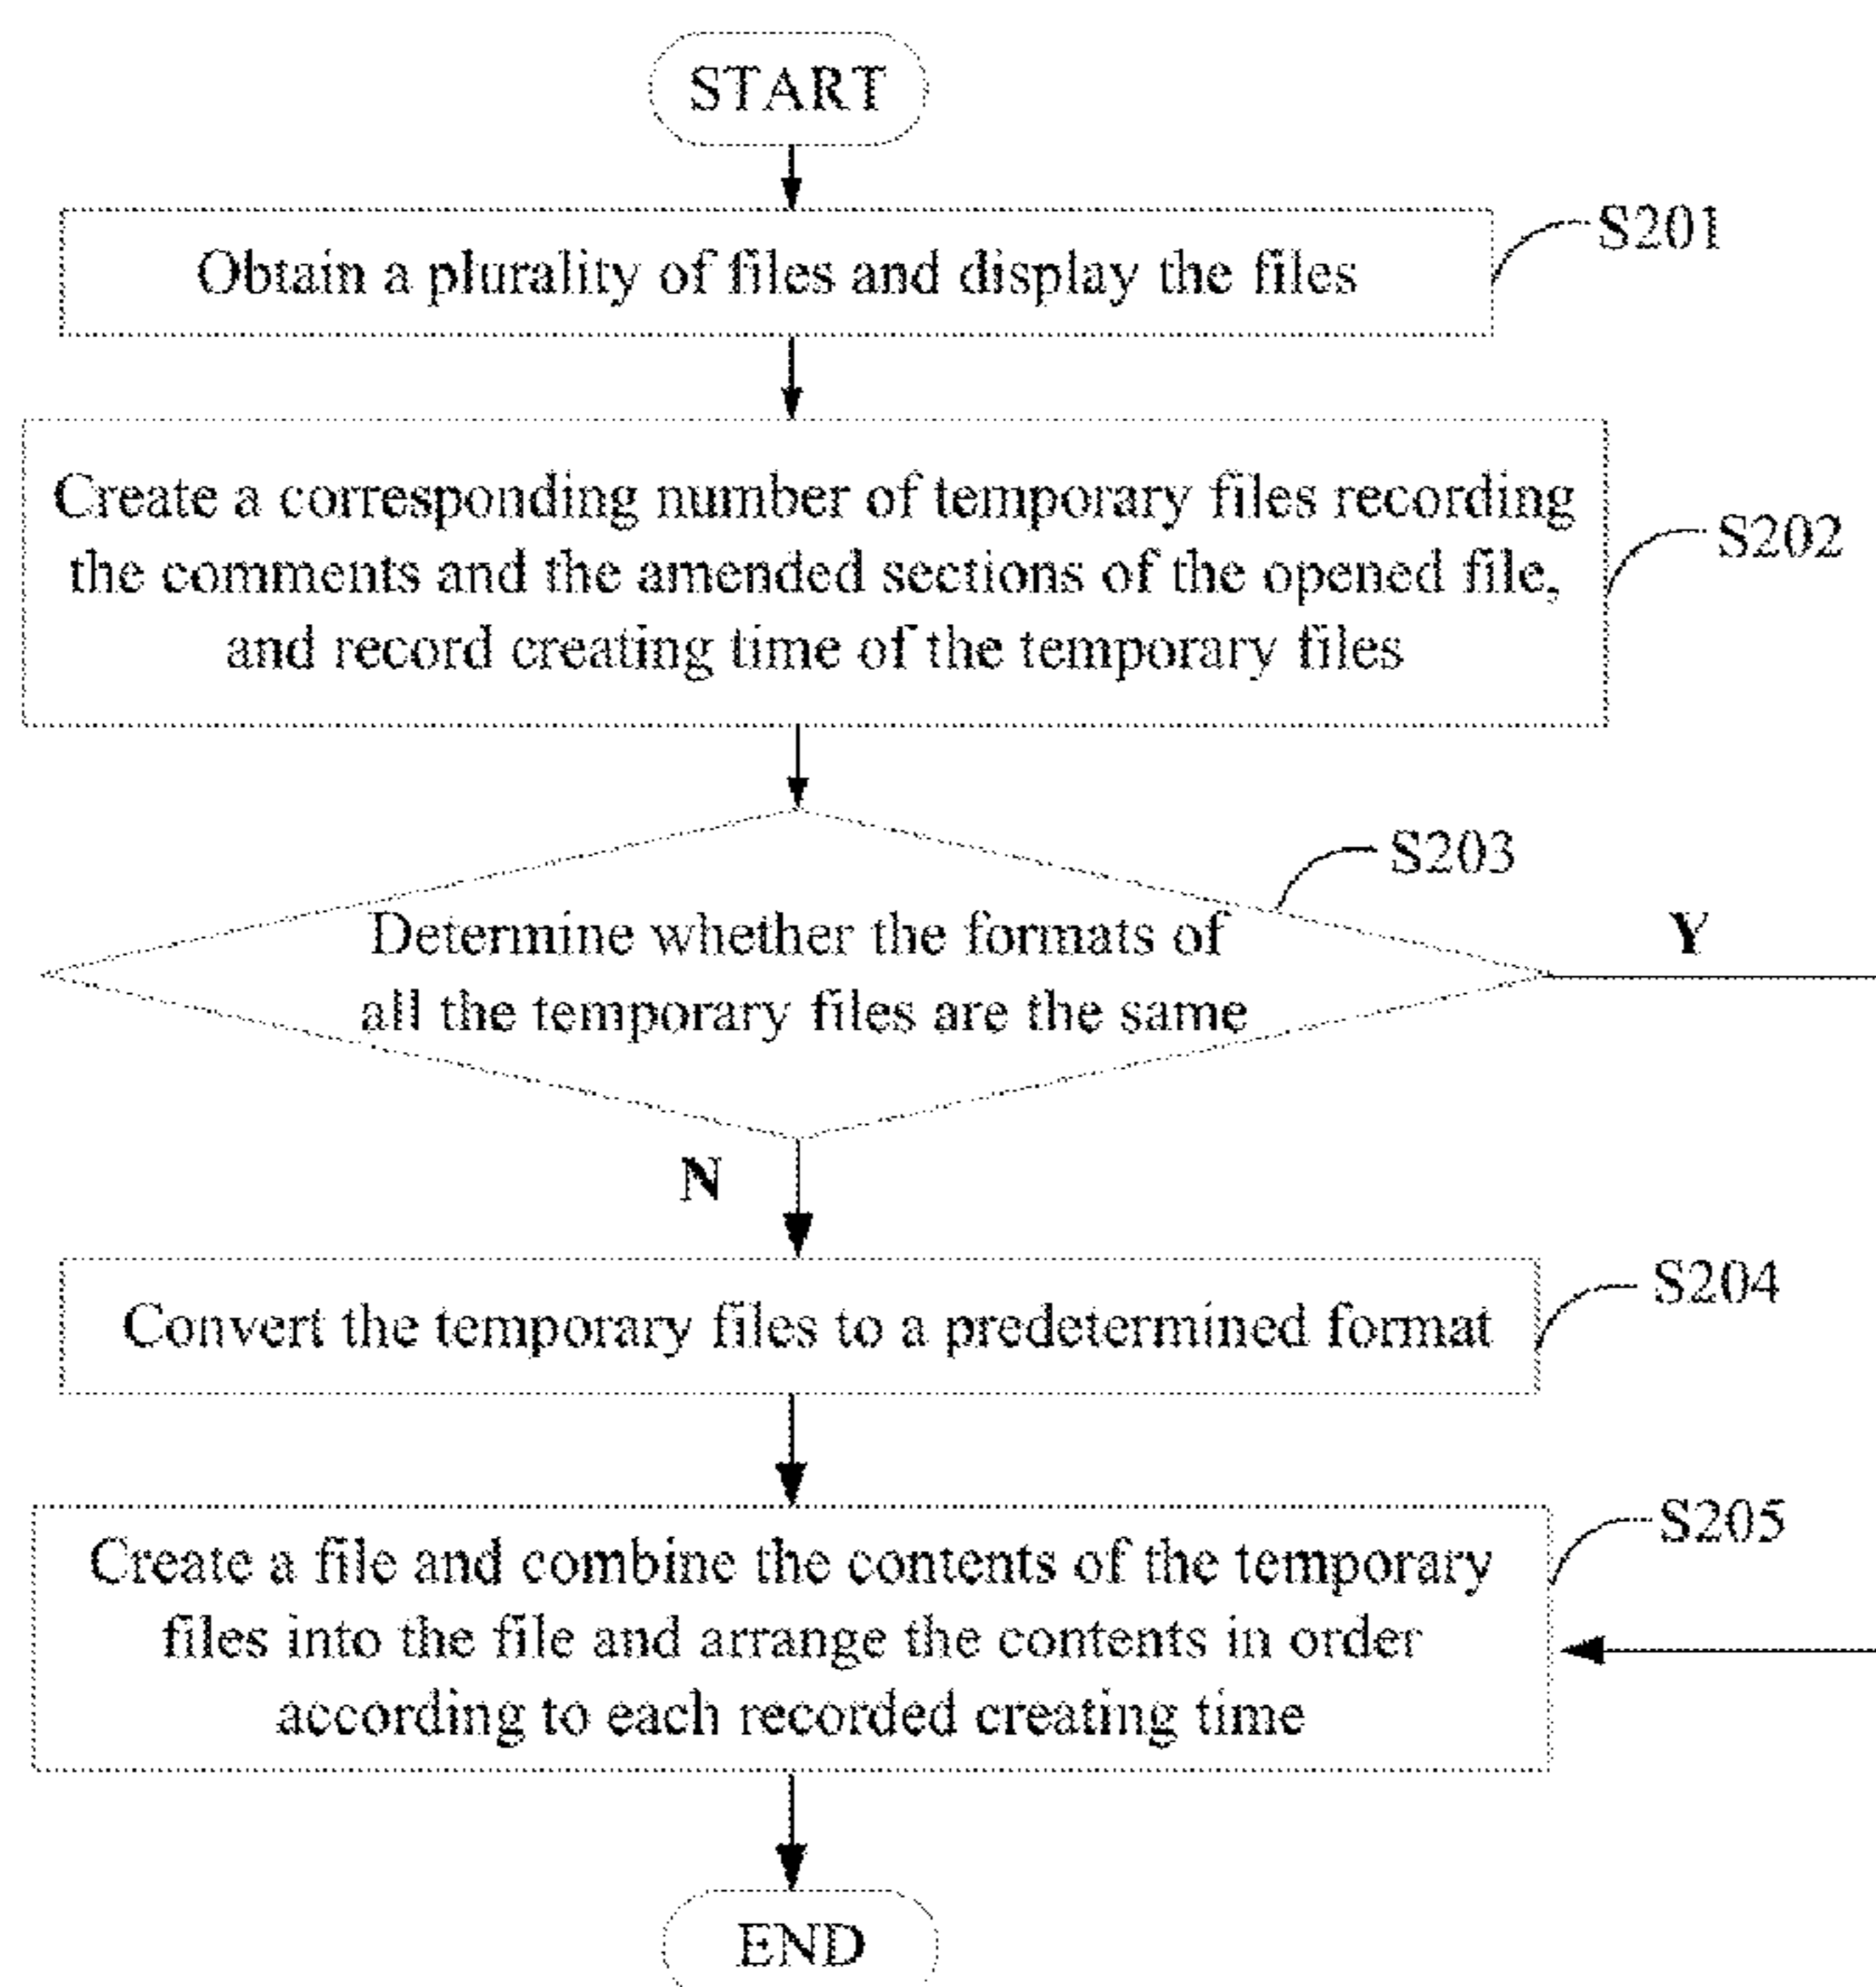 START
Obtain a plurality of files and display the files
S201
Create a corresponding number of temporary files recording
the comments and the amended sections of the opened file,
and record creating time of the temporary files
S202
S203
Determine whether the formats of
all the temporary files are the same
Y
N
Convert the temporary files to a predetermined format
S204
Create a file and combine the contents of the temporary
files into the file and arrange the contents in order
according to each recorded creating time
S205
END